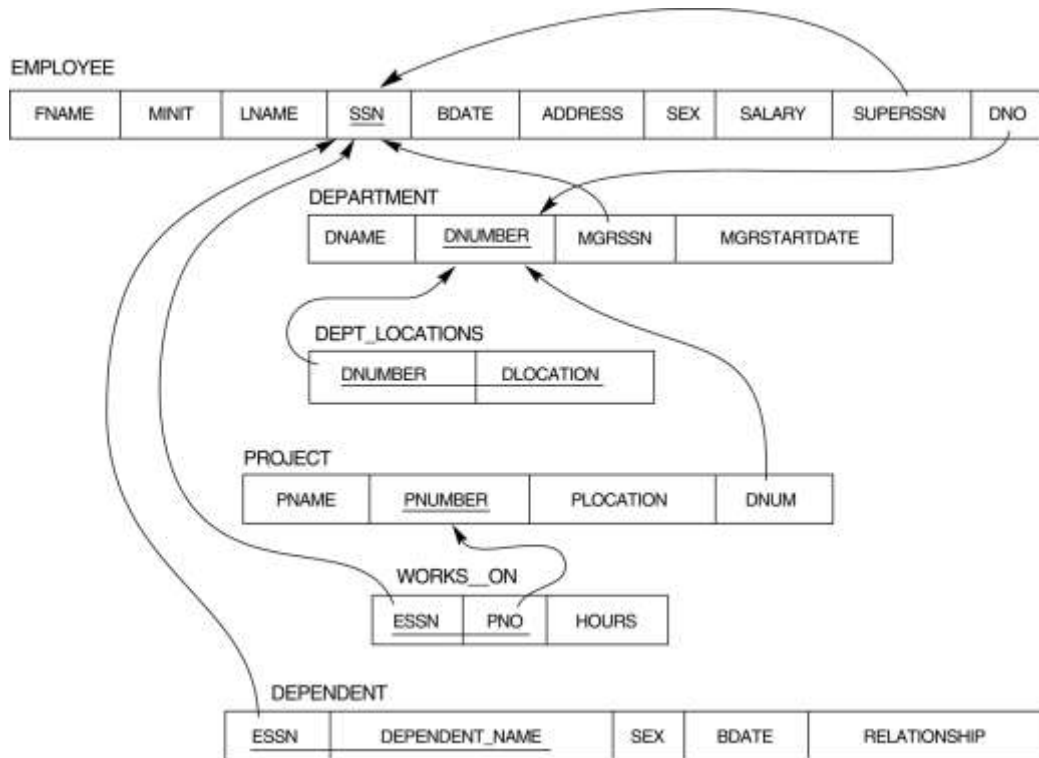 EMPLOYEE
FNAME MINIT LNAME SSN BDATE ADDRESS SEX SALARY SUPERSSN DNO
DEPARTMENT
DNAME DNUMBER MGRSSN MGRSTARTDATE
DEPT_LOCATIONS
DNUMBER DLOCATION
PROJECT
PNAME PNUMBER PLOCATION DNUM
WORKS__ON
ESSN PNO HOURS
DEPENDENT
ESSN DEPENDENT_NAME SEX BDATE RELATIONSHIP